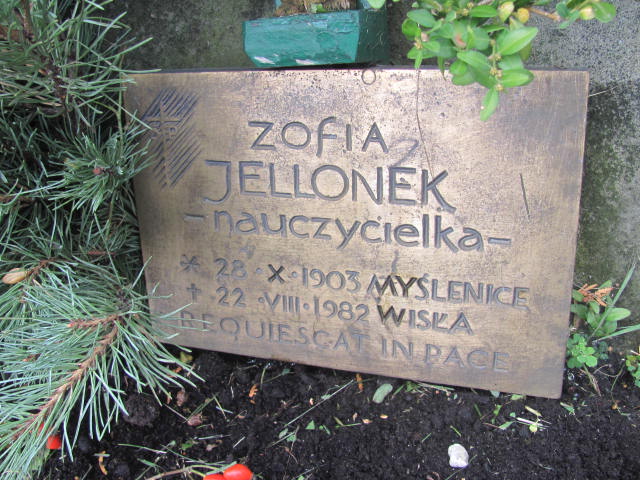 ZOFIA
JELLONEK
- nauczycielka -
* 28 · X · 1903 MYŚLENICE
+ 22 · VIII · 1982 WISŁA
REQUIESCAT IN PACE